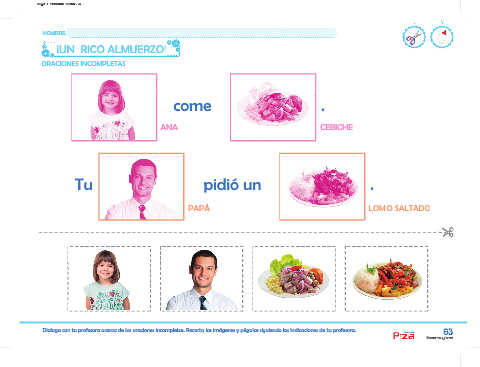 NOMBRE:
¡UN RICO ALMUERZO!
ORACIONES INCOMPLETAS
come .
ANA CEBICHE
Tu pidió un .
PAPÁ LOMO SALTADO
Dialoga con tu profesora acerca de las oraciones incompletas. Recorta las imágenes y pégalas siguiendo las indicaciones de tu profesora.
63